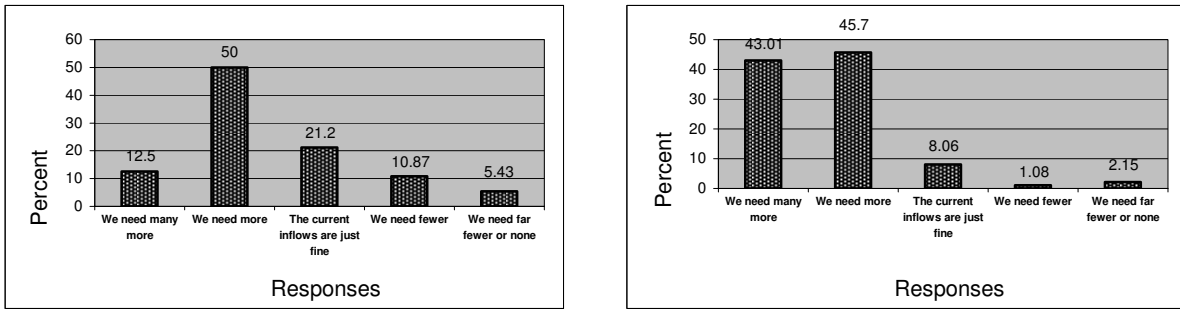 60
50
40
30
20
10
0
Percent
12.5
50
21.2
10.87
5.43
We need many
more
We need more
The current
inflows are just
fine
We need fewer
We need far
fewer or none
Responses
50
40
30
20
10
0
Percent
43.01
45.7
8.06
1.08
2.15
We need many
more
We need more
The current
inflows are just
fine
We need fewer
We need far
fewer or none
Responses